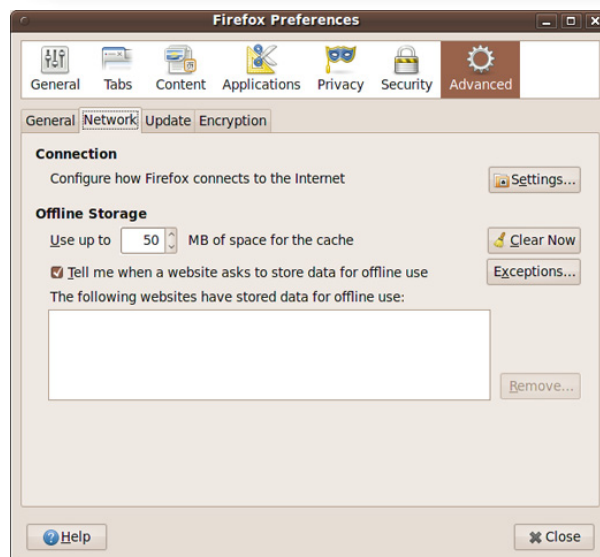 Firefox Preferences
General Tabs Content Applications Privacy Security Advanced
General Network Update Encryption
Connection
Configure how Firefox connects to the Internet Settings...
Offline Storage
Use up to 50 MB of space for the cache Clear Now
Tell me when a website asks to store data for offline use Exceptions...
The following websites have stored data for offline use:
Remove...
Help Close